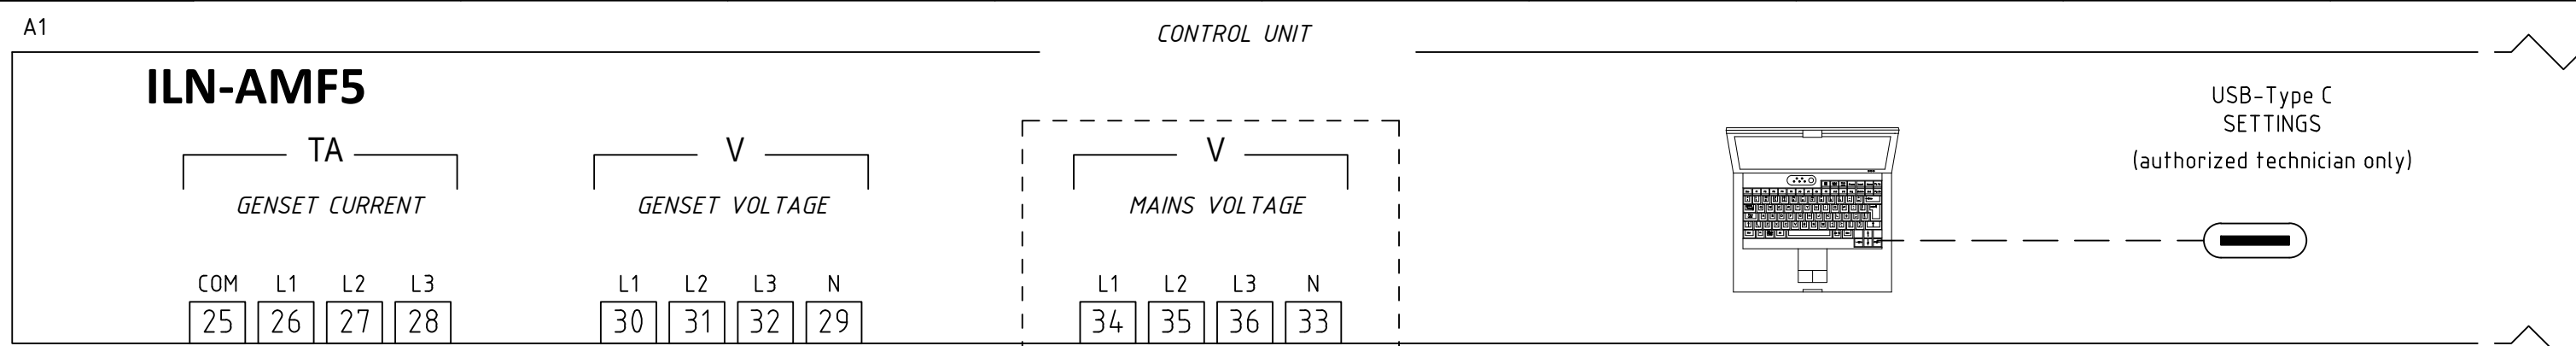 A1
CONTROL UNIT
ILN-AMF5
USB-Type C
SETTINGS
(authorized technician only)
TA
V
V
GENSET CURRENT
GENSET VOLTAGE
MAINS VOLTAGE
COM L1 L2 L3
L1 L2 L3 N
L1 L2 L3 N
25 26 27 28
30 31 32 29
34 35 36 33